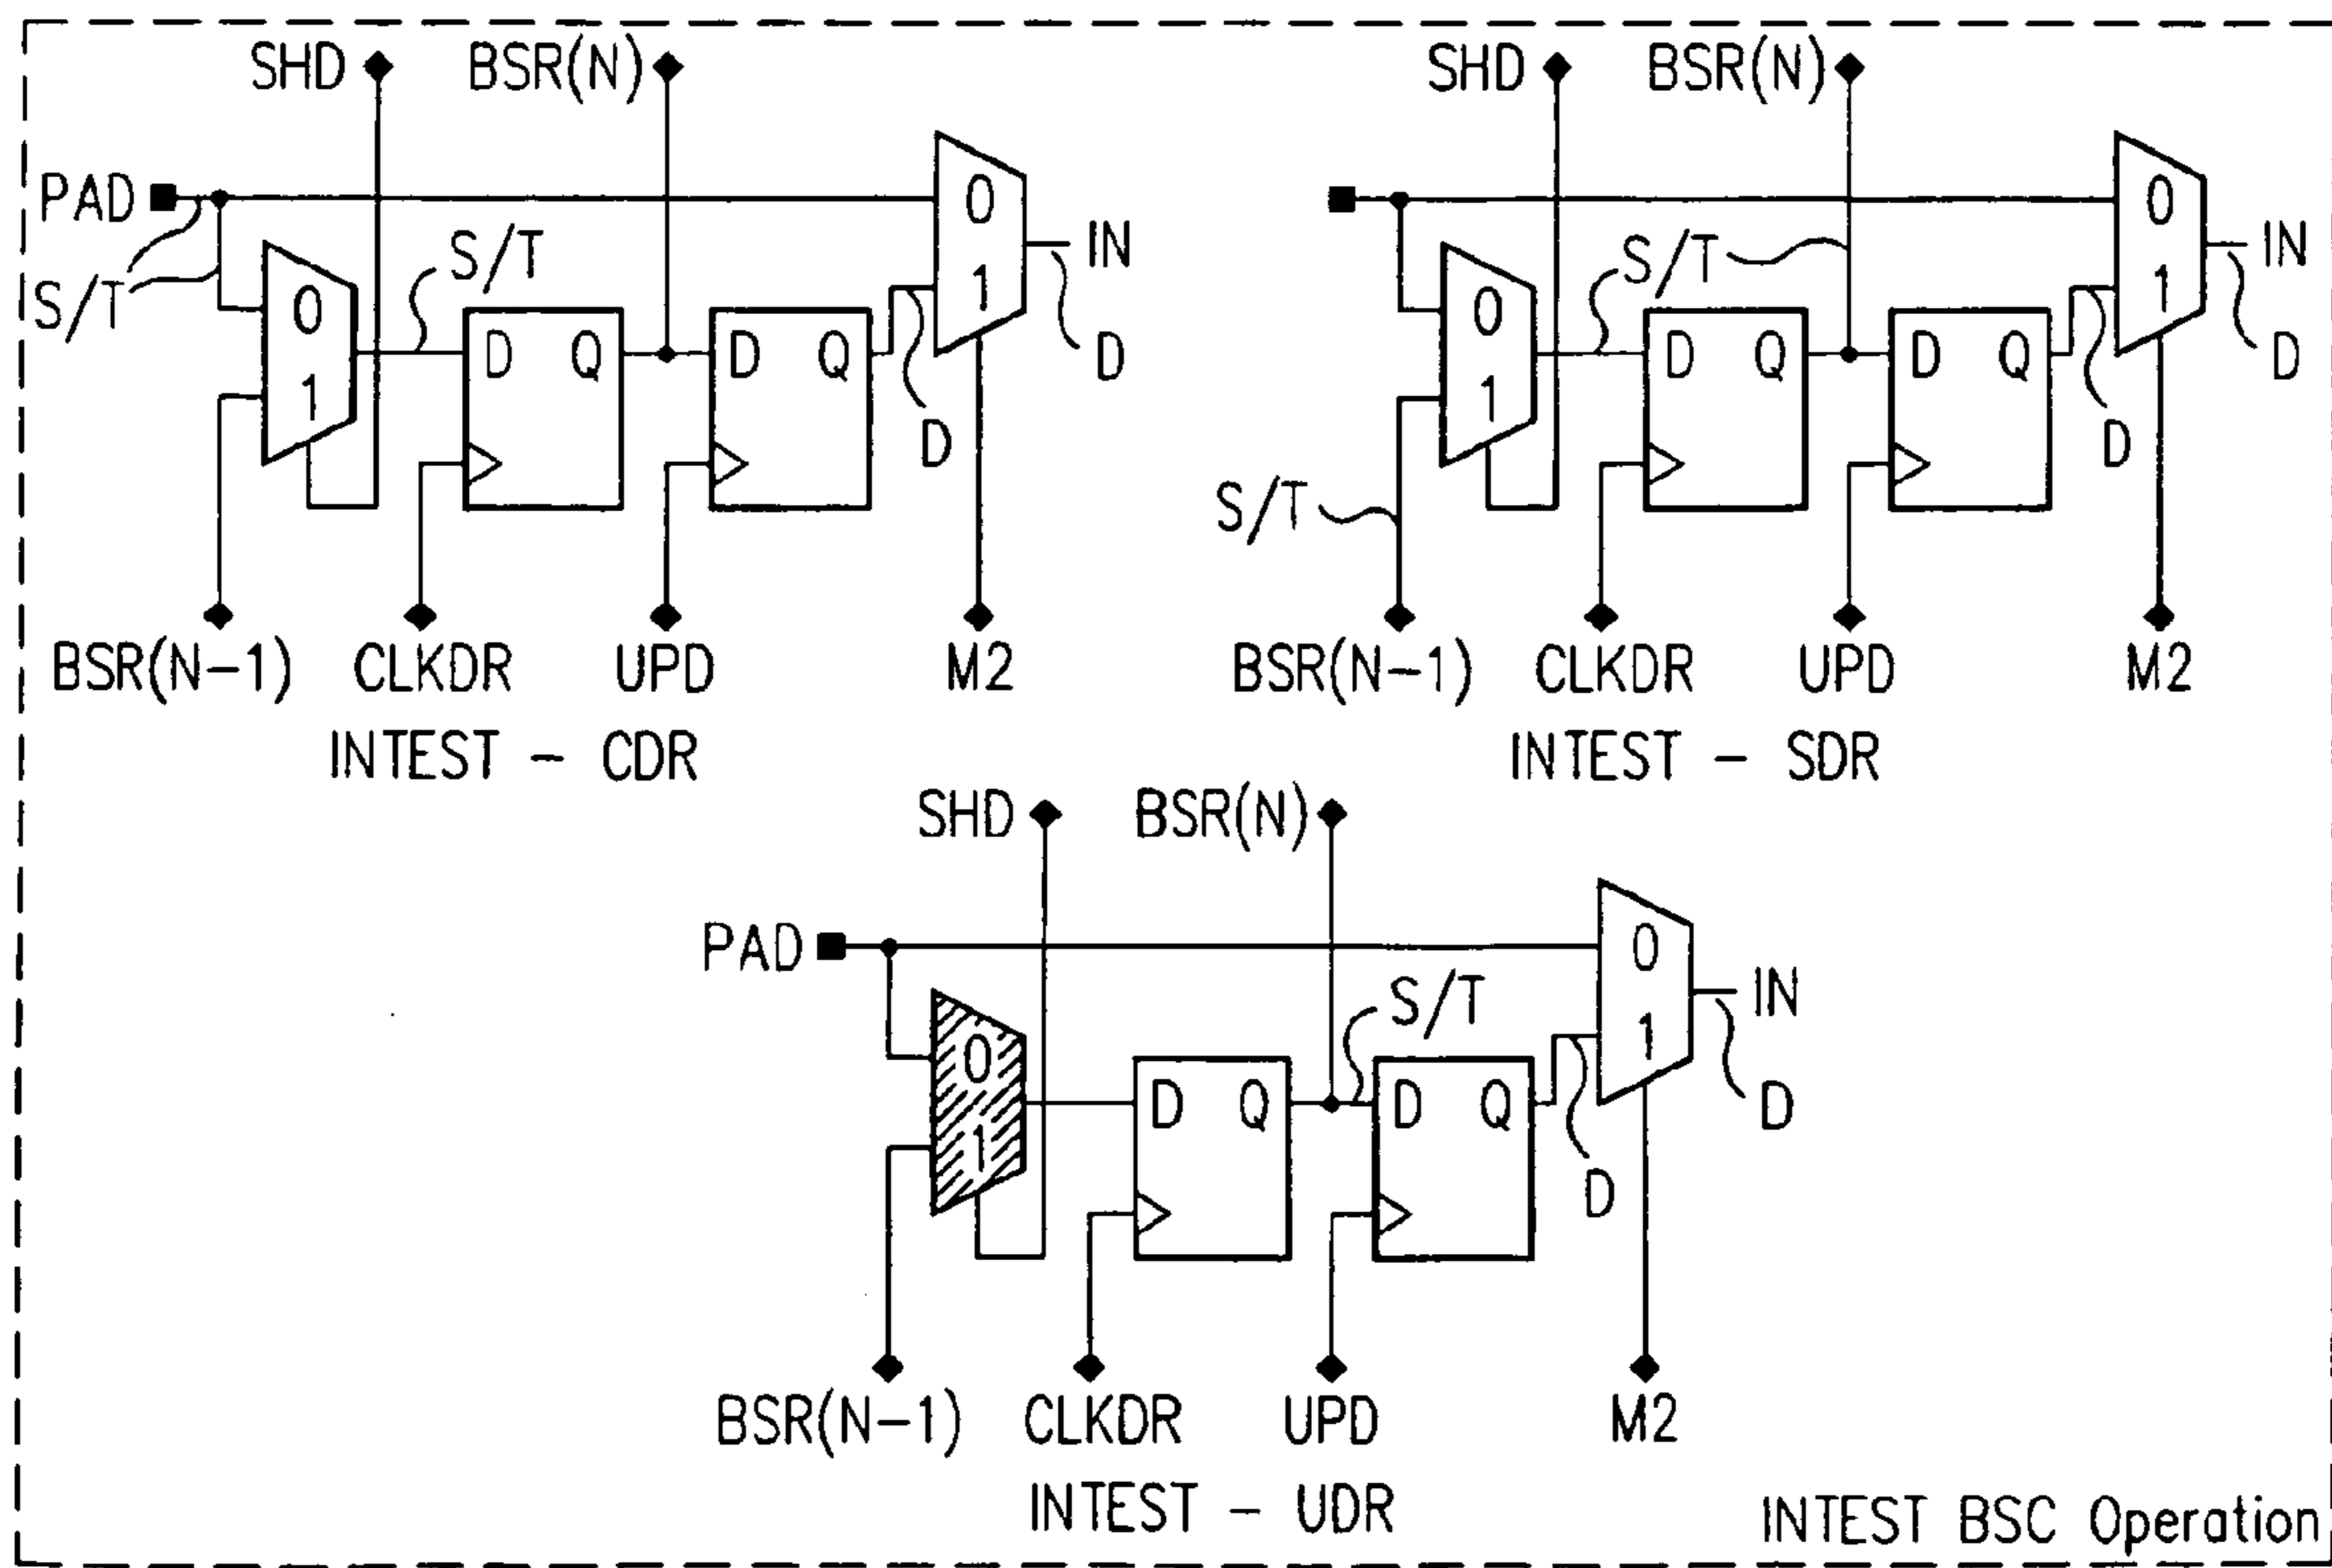 SHD BSR(N)
PAD
0
S/T
S/T
IN
0
1
1
D Q D Q
D
D
BSR(N-1) CLKDR UPD M2
INTEST - CDR
SHD BSR(N)
0
S/T
IN
0
1
1
D Q D Q
D
D
S/T
BSR(N-1) CLKDR UPD M2
INTEST - SDR
SHD BSR(N)
PAD
0
S/T
IN
0
1
1
D Q D Q
D
D
BSR(N-1) CLKDR UPD M2
INTEST - UDR
INTEST BSC Operation